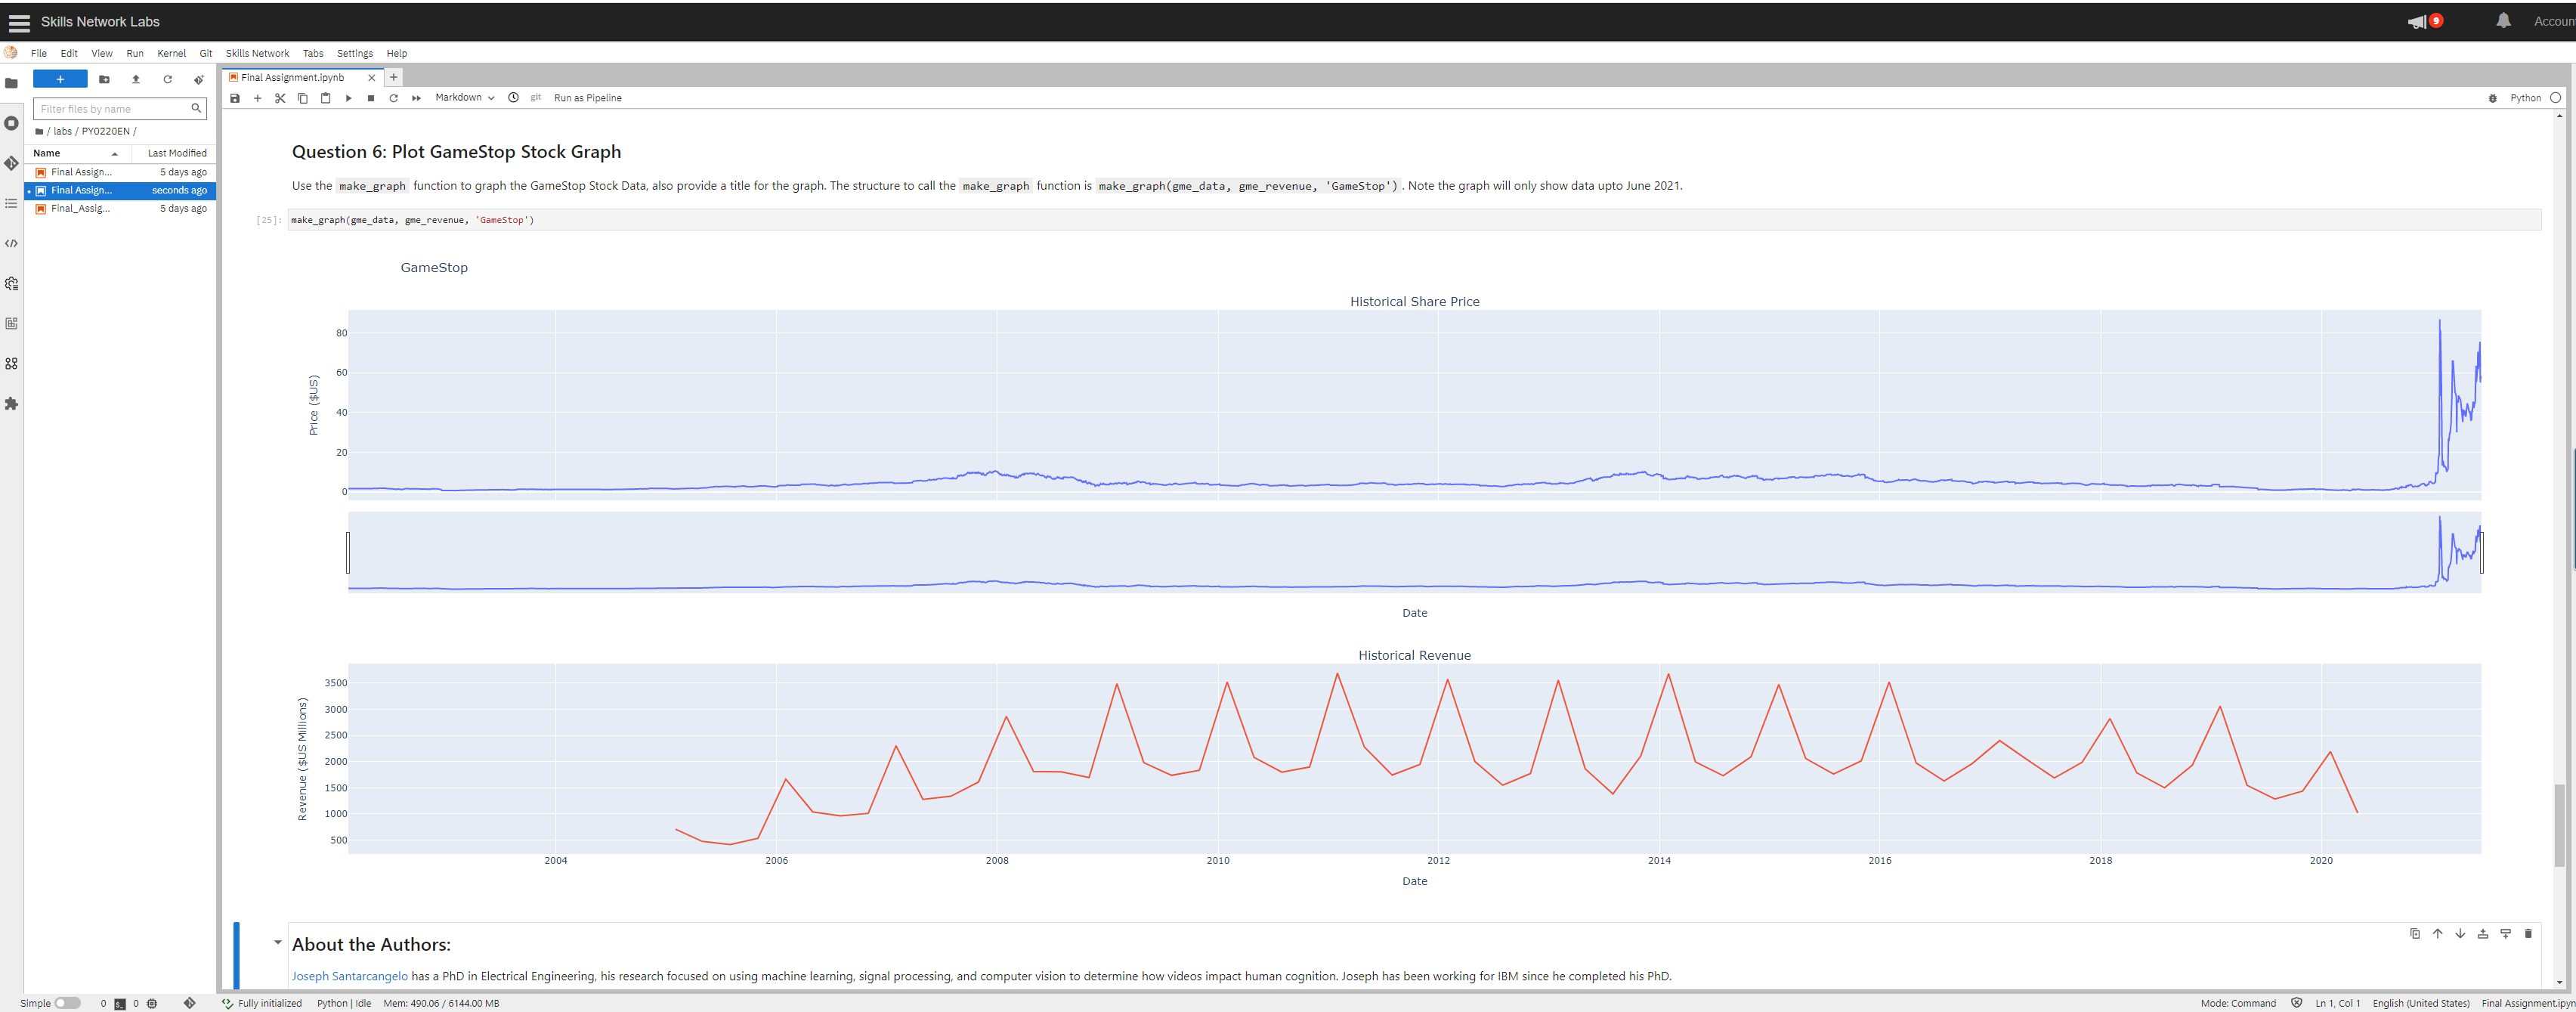 Skills Network Labs
9
Accoun
File Edit View Run Kernel Git Skills Network Tabs Settings Help
Final Assignment.ipynb
Filter files by name
/ labs / PY0220EN /
Name Last Modified
Final Assign... 5 days ago
Final Assign... seconds ago
Final_Assig... 5 days ago
Markdown git Run as Pipeline
Python
Question 6: Plot GameStop Stock Graph
Use the make_graph function to graph the GameStop Stock Data, also provide a title for the graph. The structure to call the make_graph function is make_graph(gme_data, gme_revenue, 'GameStop') . Note the graph will only show data upto June 2021.
[25]: make_graph(gme_data, gme_revenue, 'GameStop')
GameStop
Historical Share Price
80
60
40
20
0
Price ($US)
Date
Historical Revenue
3500
3000
2500
2000
1500
1000
500
Revenue ($US Millions)
2004 2006 2008 2010 2012 2014 2016 2018 2020
Date
About the Authors:
Joseph Santarcangelo has a PhD in Electrical Engineering, his research focused on using machine learning, signal processing, and computer vision to determine how videos impact human cognition. Joseph has been working for IBM since he completed his PhD.
Simple 0 $_ 0 Fully initialized Python | Idle Mem: 490.06 / 6144.00 MB
Mode: Command Ln 1, Col 1 English (United States) Final Assignment.ipyn